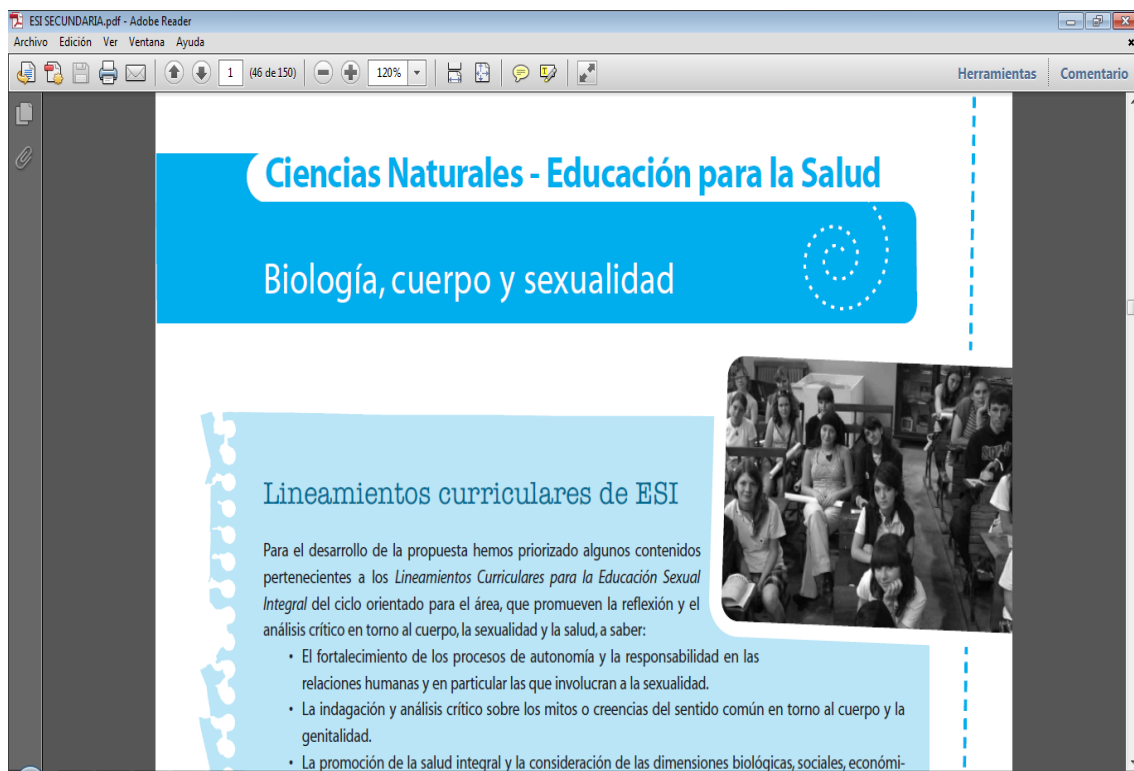 ESI SECUNDARIA.pdf - Adobe Reader
Archivo Edición Ver Ventana Ayuda
1 (46 de 150) 120% Herramientas Comentario
Ciencias Naturales - Educación para la Salud
Biología, cuerpo y sexualidad
Lineamientos curriculares de ESI
Para el desarrollo de la propuesta hemos priorizado algunos contenidos
pertenecientes a los Lineamientos Curriculares para la Educación Sexual
Integral del ciclo orientado para el área, que promueven la reflexión y el
análisis crítico en torno al cuerpo, la sexualidad y la salud, a saber:
• El fortalecimiento de los procesos de autonomía y la responsabilidad en las
relaciones humanas y en particular las que involucran a la sexualidad.
• La indagación y análisis crítico sobre los mitos o creencias del sentido común en torno al cuerpo y la
genitalidad.
• La promoción de la salud integral y la consideración de las dimensiones biológicas, sociales, económi-